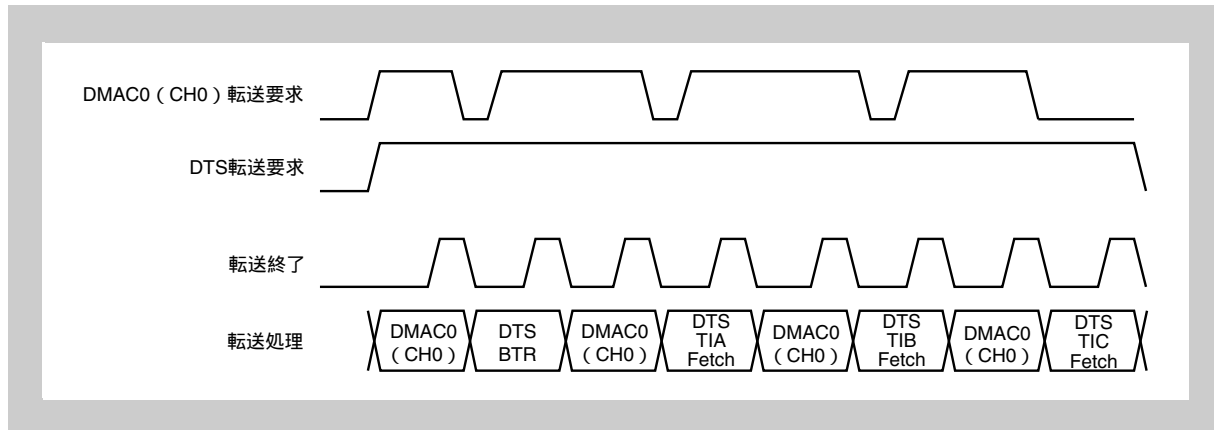 DMAC0（CH0）転送要求
DTS転送要求
転送終了
転送処理
DMAC0
（CH0）
DTS
BTR
DMAC0
（CH0）
DTS
TIA
Fetch
DMAC0
（CH0）
DTS
TIB
Fetch
DMAC0
（CH0）
DTS
TIC
Fetch